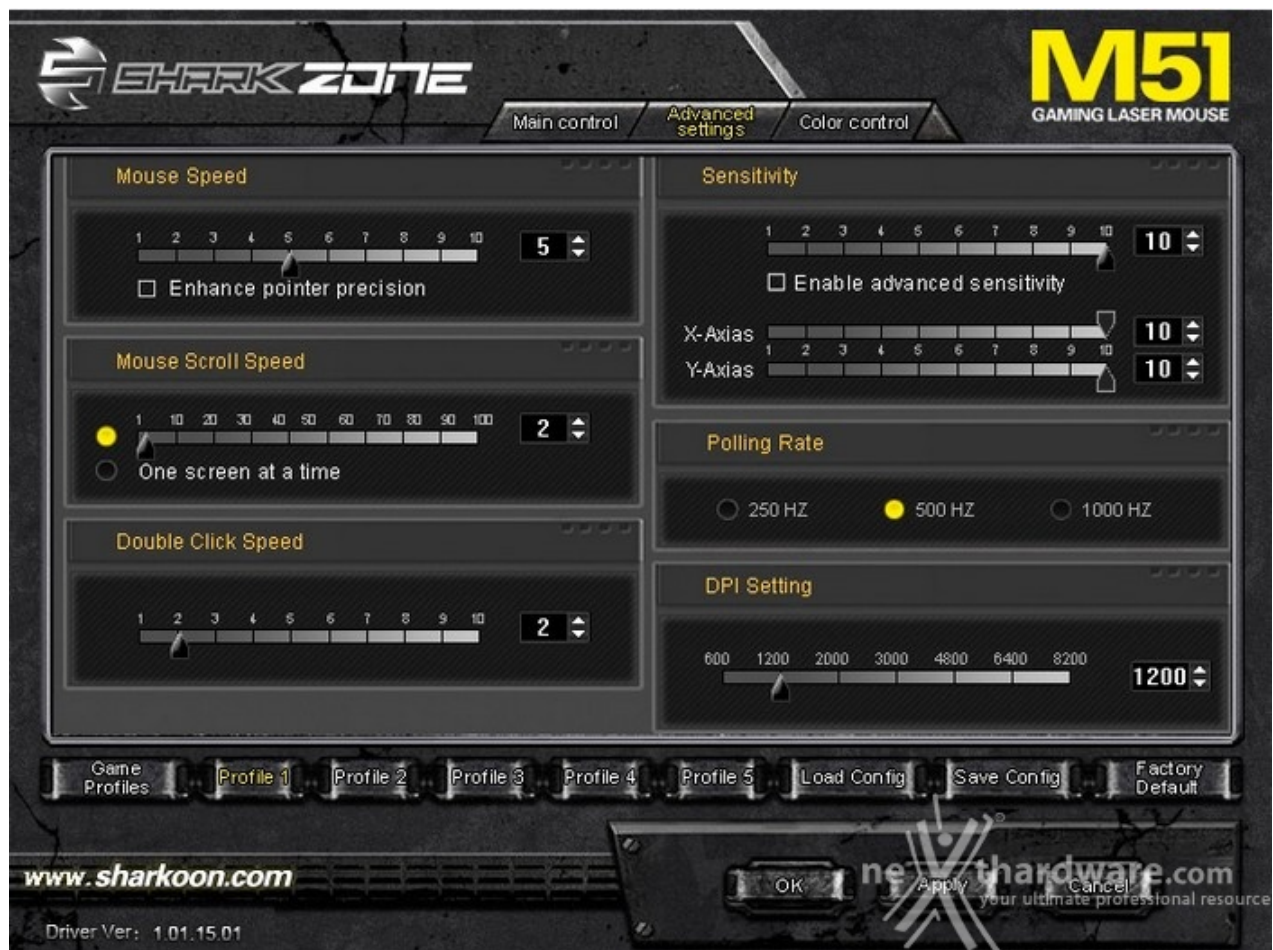 SHARK ZONE
M51
GAMING LASER MOUSE
Main control
Advanced settings
Color control
Mouse Speed
1 2 3 4 5 6 7 8 9 10
5
Enhance pointer precision
Mouse Scroll Speed
1 10 20 30 40 50 60 70 80 90 100
2
One screen at a time
Double Click Speed
1 2 3 4 5 6 7 8 9 10
2
Sensitivity
1 2 3 4 5 6 7 8 9 10
10
Enable advanced sensitivity
X-Axias
10
1 2 3 4 5 6 7 8 9 10
Y-Axias
10
Polling Rate
250 HZ
500 HZ
1000 HZ
DPI Setting
600 1200 2000 3000 4800 6400 8200
1200
Game Profiles
Profile 1
Profile 2
Profile 3
Profile 4
Profile 5
Load Config
Save Config
Factory Default
www.sharkoon.com
OK
Apply
Cancel
nexthardware.com
your ultimate professional resource
Driver Ver: 1.01.15.01